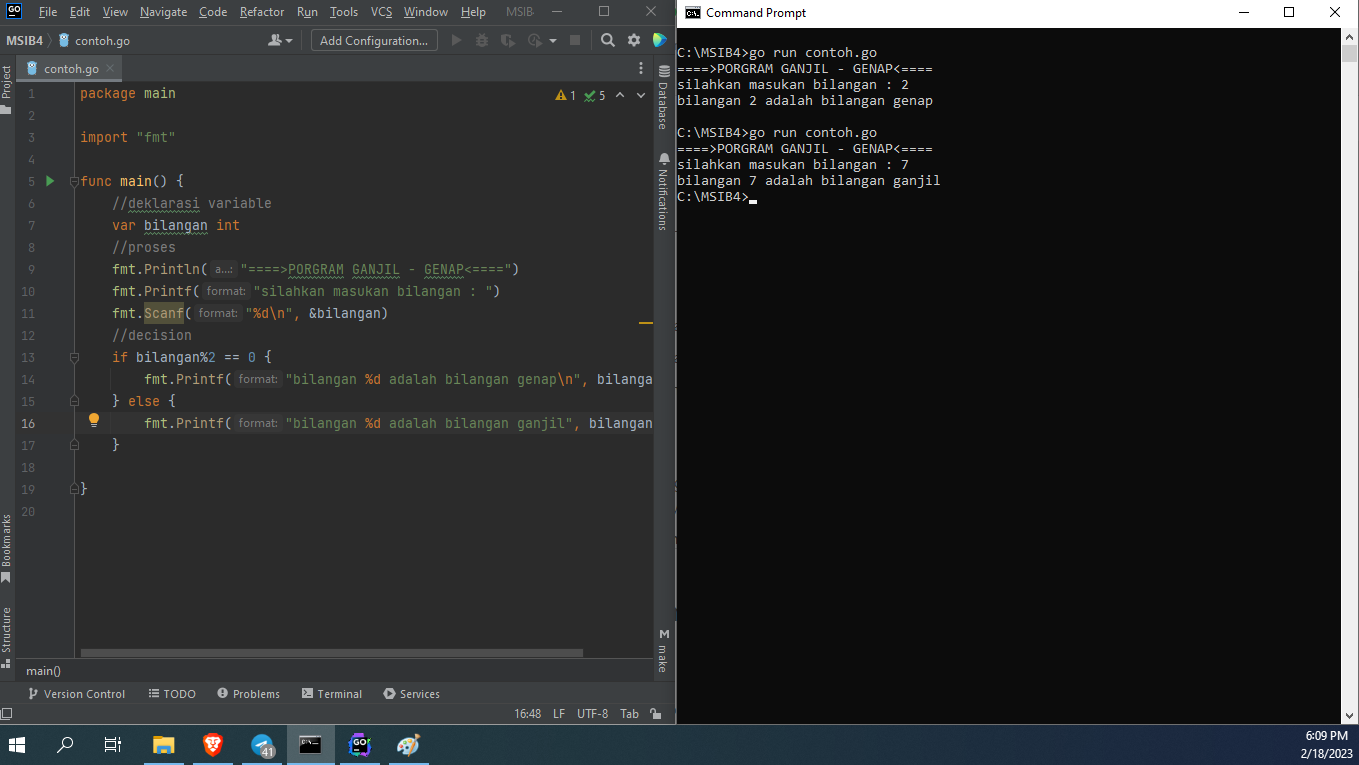 GO File Edit View Navigate Code Refactor Run Tools VCS Window Help MSIB
MSIB4 contoh.go Add Configuration...
contoh.go
Project
1 package main
2
3 import "fmt"
4
5 func main() {
6 //deklarasi variable
7 var bilangan int
8 //proses
9 fmt.Println( a...: "====>PORGRAM GANJIL - GENAP<====")
10 fmt.Printf( format: "silahkan masukan bilangan : ")
11 fmt.Scanf( format: "%d\n", &bilangan)
12 //decision
13 if bilangan%2 == 0 {
14 fmt.Printf( format: "bilangan %d adalah bilangan genap\n", bilanga
15 } else {
16 fmt.Printf( format: "bilangan %d adalah bilangan ganjil", bilangan
17 }
18
19 }
20
1 5
Database
Notifications
make
Bookmarks
Structure
main()
Version Control TODO Problems Terminal Services
16:48 LF UTF-8 Tab
Command Prompt
C:\MSIB4>go run contoh.go
====>PORGRAM GANJIL - GENAP<====
silahkan masukan bilangan : 2
bilangan 2 adalah bilangan genap
C:\MSIB4>go run contoh.go
====>PORGRAM GANJIL - GENAP<====
silahkan masukan bilangan : 7
bilangan 7 adalah bilangan ganjil
C:\MSIB4>
41
GO
6:09 PM
2/18/2023